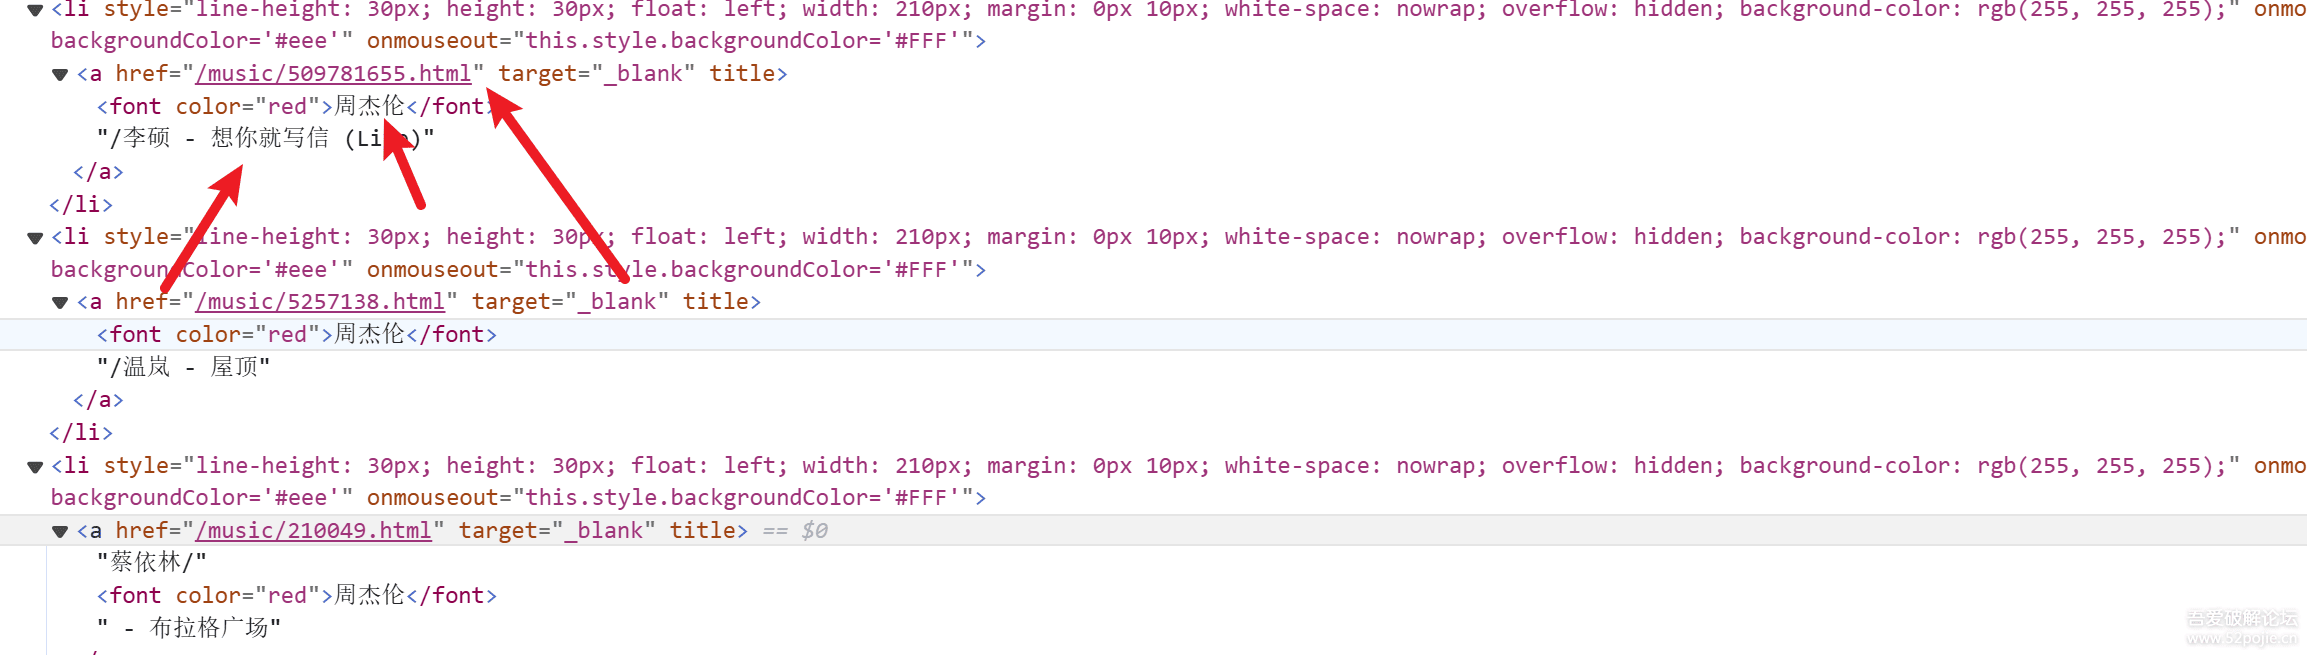 <li style="line-height: 30px; height: 30px; float: left; width: 210px; margin: 0px 10px; white-space: nowrap; overflow: hidden; background-color: rgb(255, 255, 255);" onmo
backgroundColor='#eee'" onmouseout="this.style.backgroundColor='#FFF'">
<a href="/music/509781655.html" target="_blank" title>
<font color="red">周杰伦</font>
"/李硕 - 想你就写信 (Live)"
</a>
</li>
<li style="line-height: 30px; height: 30px; float: left; width: 210px; margin: 0px 10px; white-space: nowrap; overflow: hidden; background-color: rgb(255, 255, 255);" onmo
backgroundColor='#eee'" onmouseout="this.style.backgroundColor='#FFF'">
<a href="/music/5257138.html" target="_blank" title>
<font color="red">周杰伦</font>
"/温岚 - 屋顶"
</a>
</li>
<li style="line-height: 30px; height: 30px; float: left; width: 210px; margin: 0px 10px; white-space: nowrap; overflow: hidden; background-color: rgb(255, 255, 255);" onmo
backgroundColor='#eee'" onmouseout="this.style.backgroundColor='#FFF'">
<a href="/music/210049.html" target="_blank" title> == $0
"蔡依林/"
<font color="red">周杰伦</font>
" - 布拉格广场"
吾爱破解论坛
www.52pojie.cn